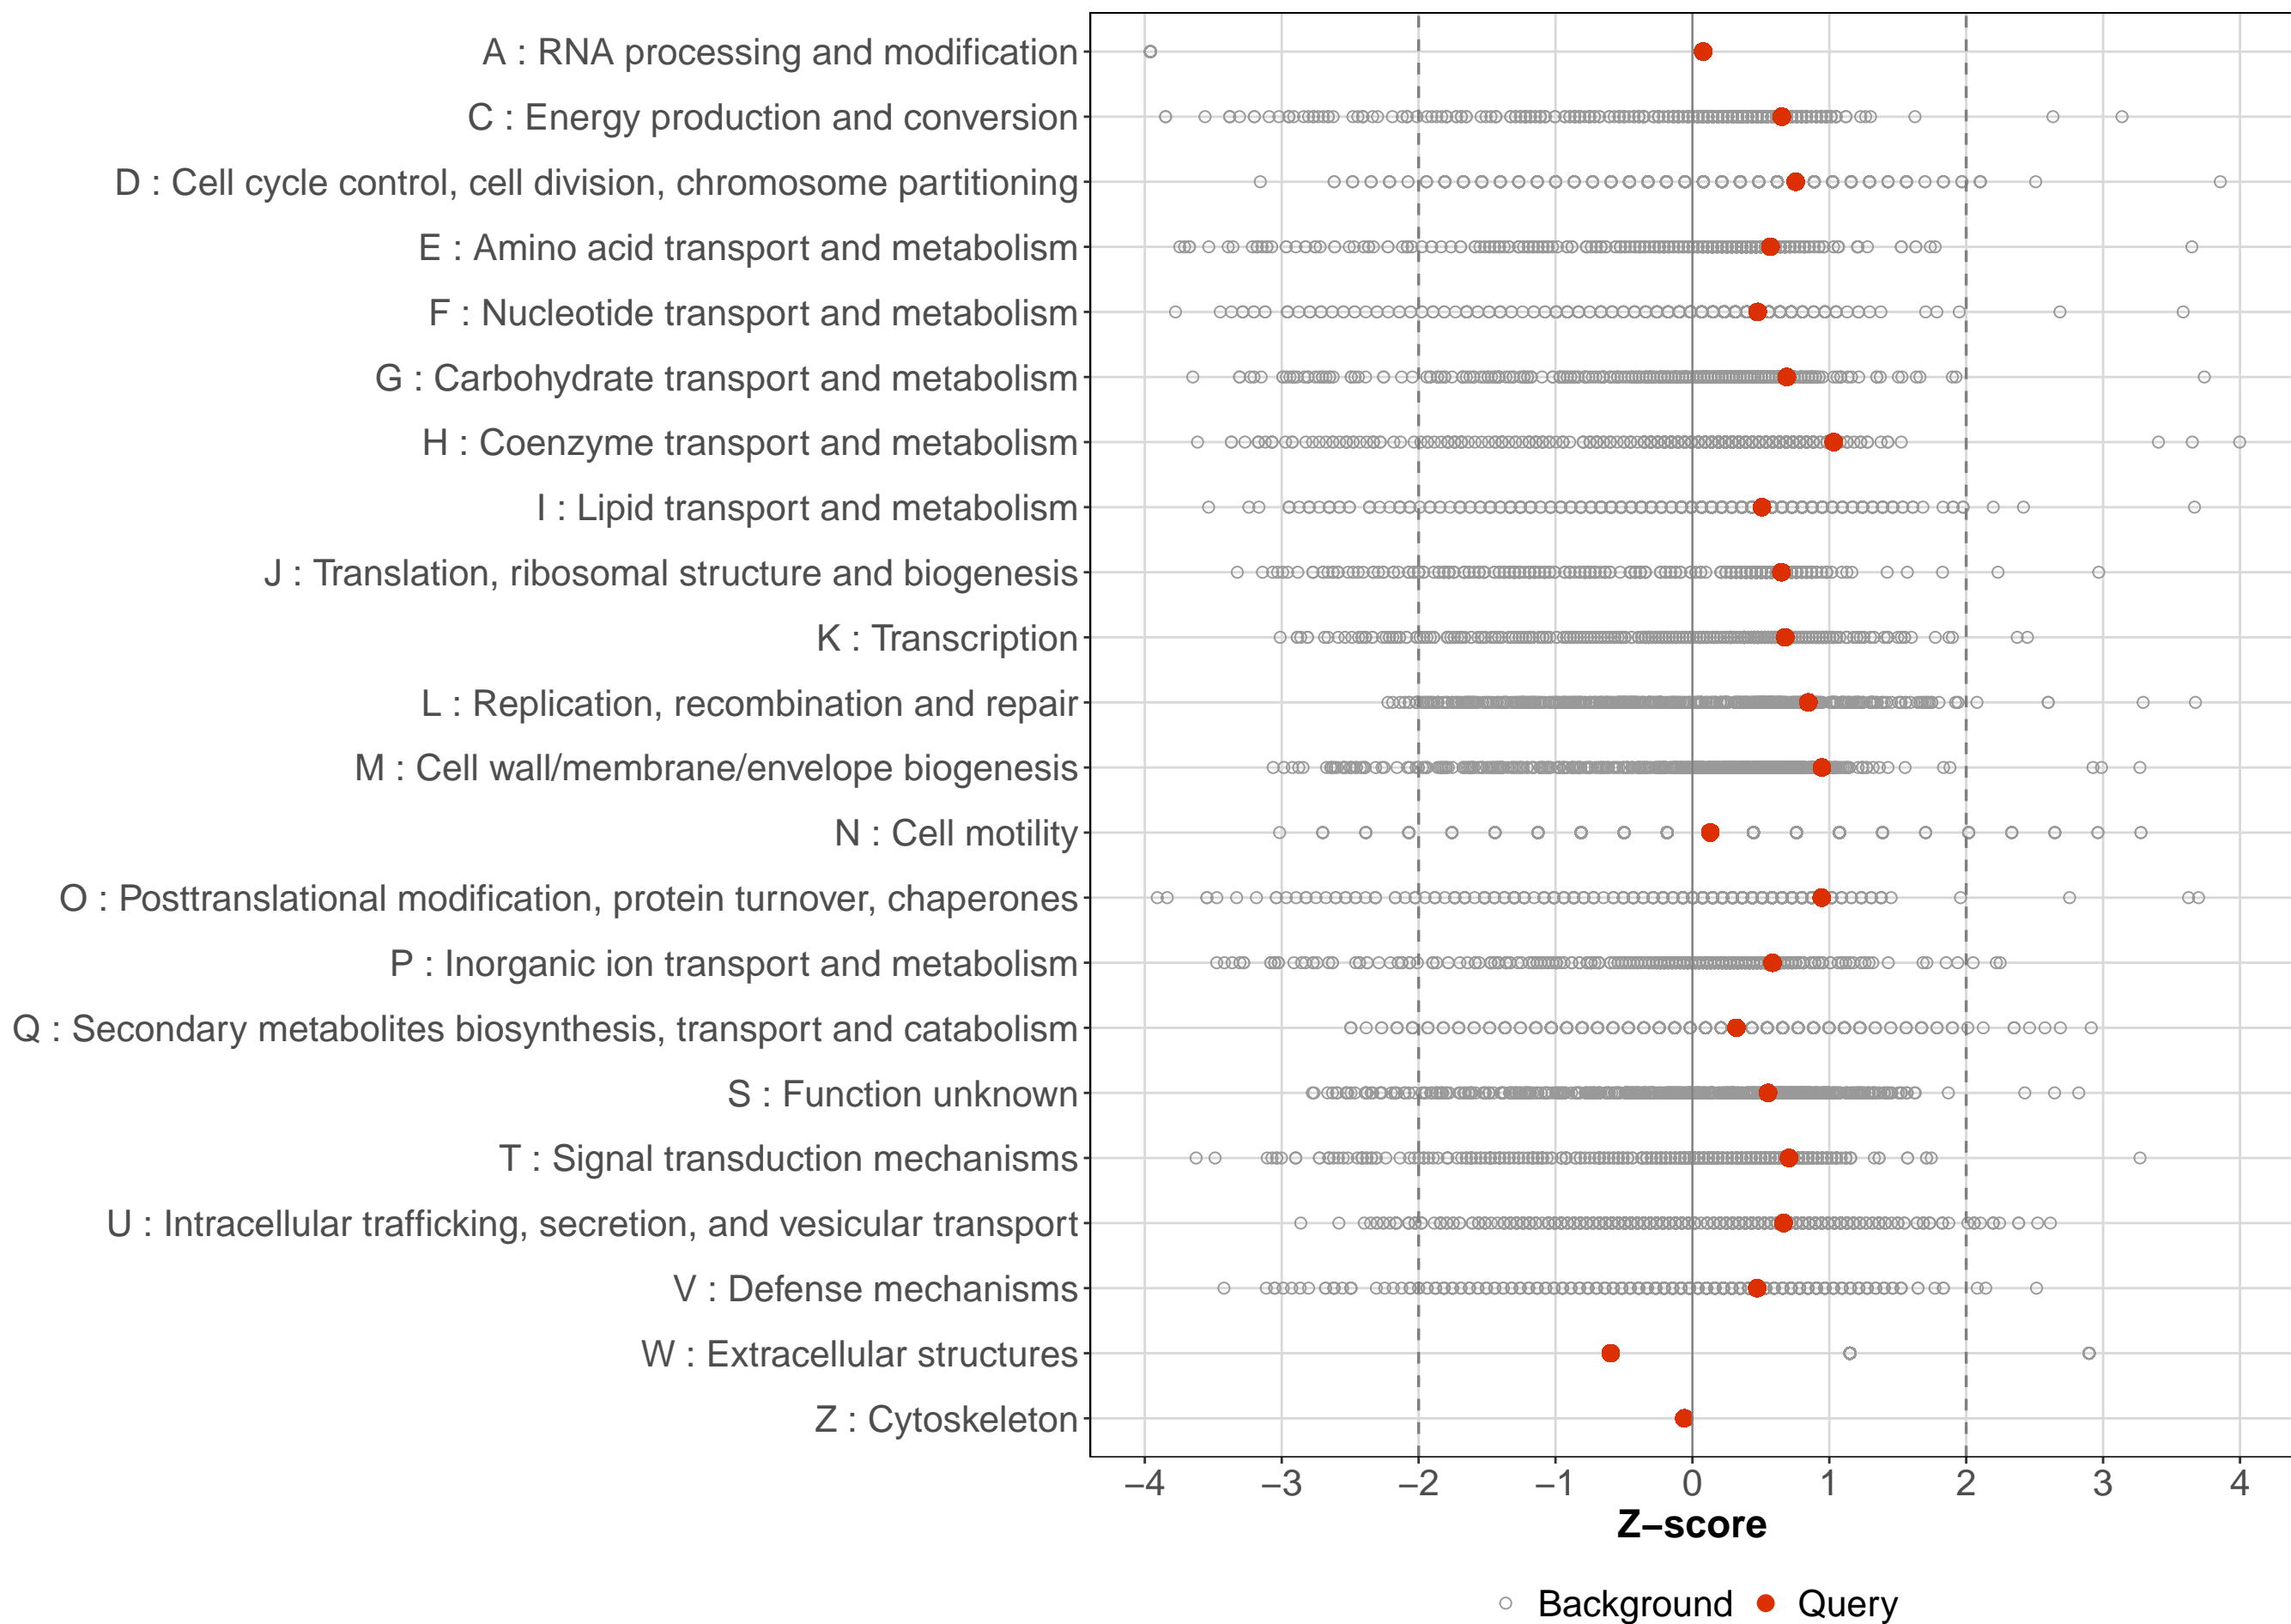 A : RNA processing and modification
C : Energy production and conversion
D : Cell cycle control, cell division, chromosome partitioning
E : Amino acid transport and metabolism
F : Nucleotide transport and metabolism
G : Carbohydrate transport and metabolism
H : Coenzyme transport and metabolism
I : Lipid transport and metabolism
J : Translation, ribosomal structure and biogenesis
K : Transcription
L : Replication, recombination and repair
M : Cell wall/membrane/envelope biogenesis
N : Cell motility
O : Posttranslational modification, protein turnover, chaperones
P : Inorganic ion transport and metabolism
Q : Secondary metabolites biosynthesis, transport and catabolism
S : Function unknown
T : Signal transduction mechanisms
U : Intracellular trafficking, secretion, and vesicular transport
V : Defense mechanisms
W : Extracellular structures
Z : Cytoskeleton
−4 −3 −2 −1 0 1 2 3 4
Z−score
Background Query